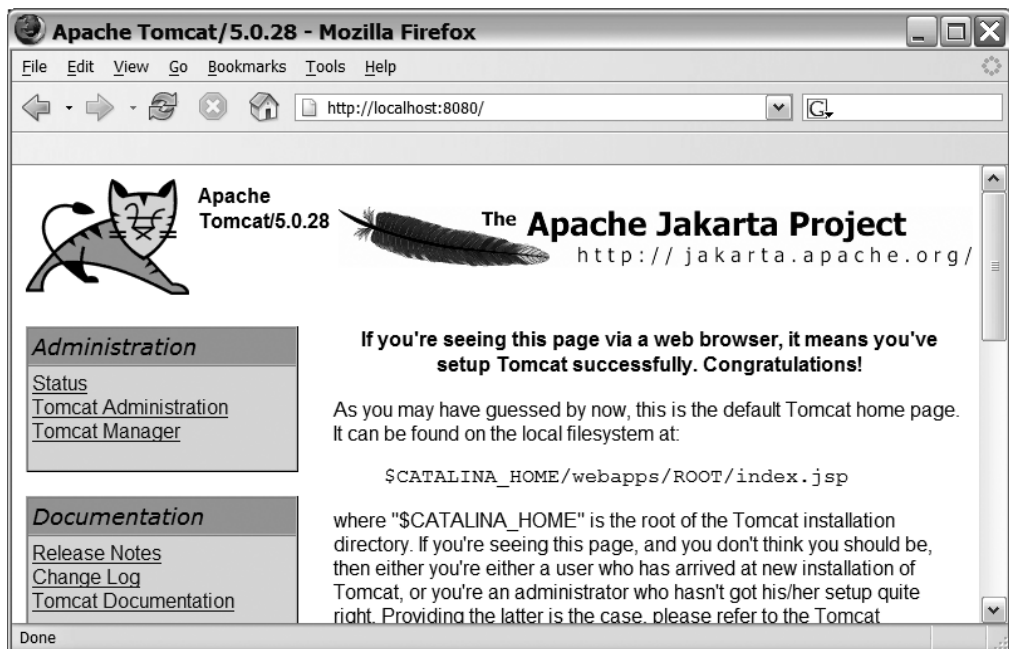 Apache Tomcat/5.0.28 - Mozilla Firefox
File Edit View Go Bookmarks Tools Help
http://localhost:8080/
G
Apache
Tomcat/5.0.28
The Apache Jakarta Project
http://jakarta.apache.org/
Administration
Status
Tomcat Administration
Tomcat Manager
Documentation
Release Notes
Change Log
Tomcat Documentation
If you're seeing this page via a web browser, it means you've
setup Tomcat successfully. Congratulations!
As you may have guessed by now, this is the default Tomcat home page.
It can be found on the local filesystem at:
$CATALINA_HOME/webapps/ROOT/index.jsp
where "$CATALINA_HOME" is the root of the Tomcat installation
directory. If you're seeing this page, and you don't think you should be,
then either you're either a user who has arrived at new installation of
Tomcat, or you're an administrator who hasn't got his/her setup quite
right. Providing the latter is the case, please refer to the Tomcat
Done